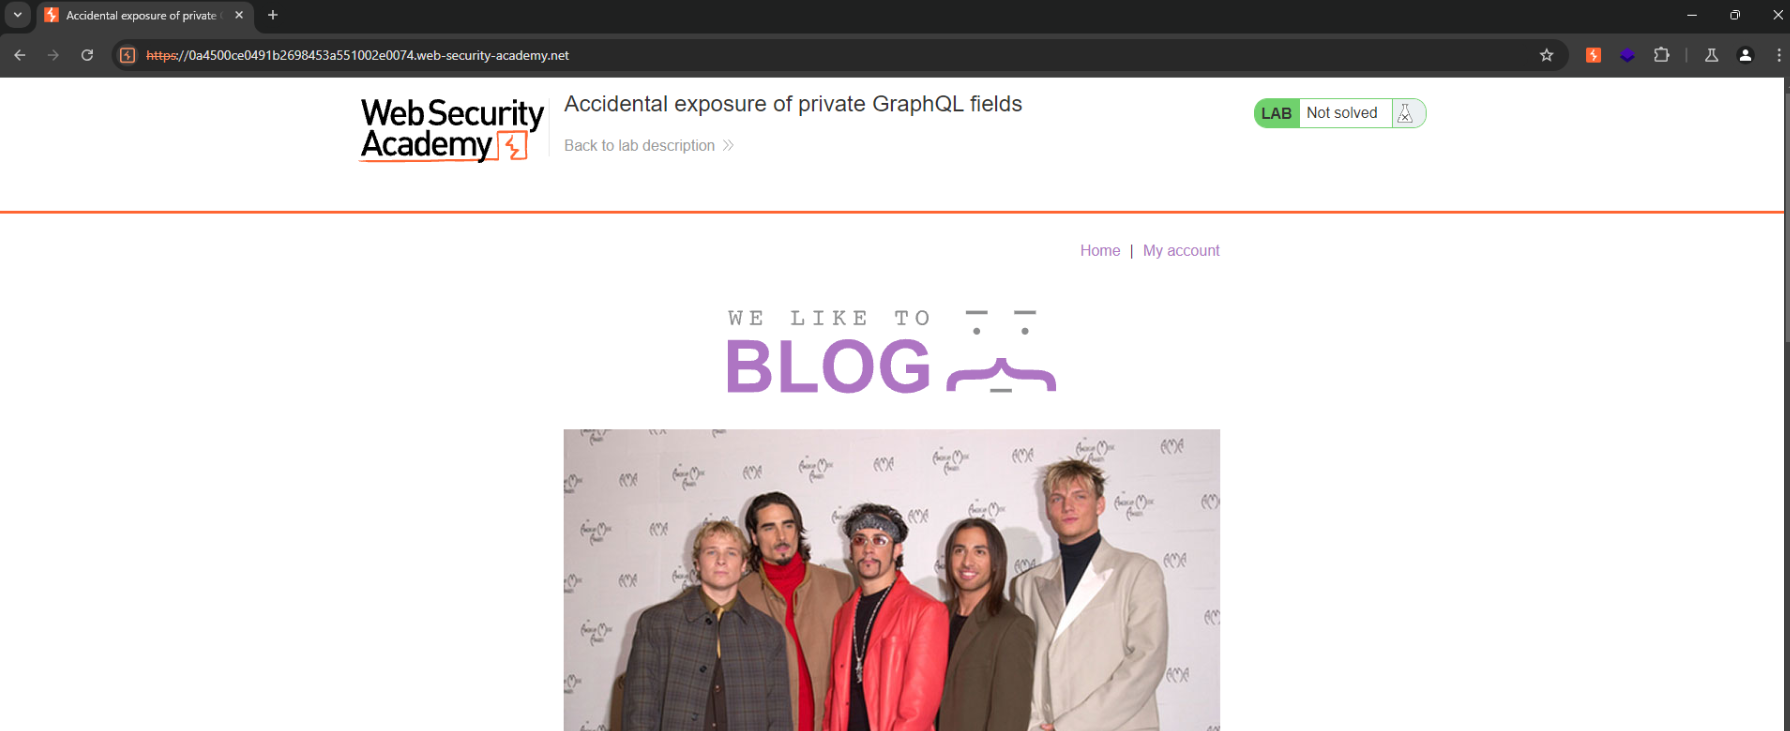 Accidental exposure of private
https://0a4500ce0491b2698453a551002e0074.web-security-academy.net
Web Security
Academy
Accidental exposure of private GraphQL fields
Back to lab description
LAB Not solved
Home | My account
WE LIKE TO
BLOG